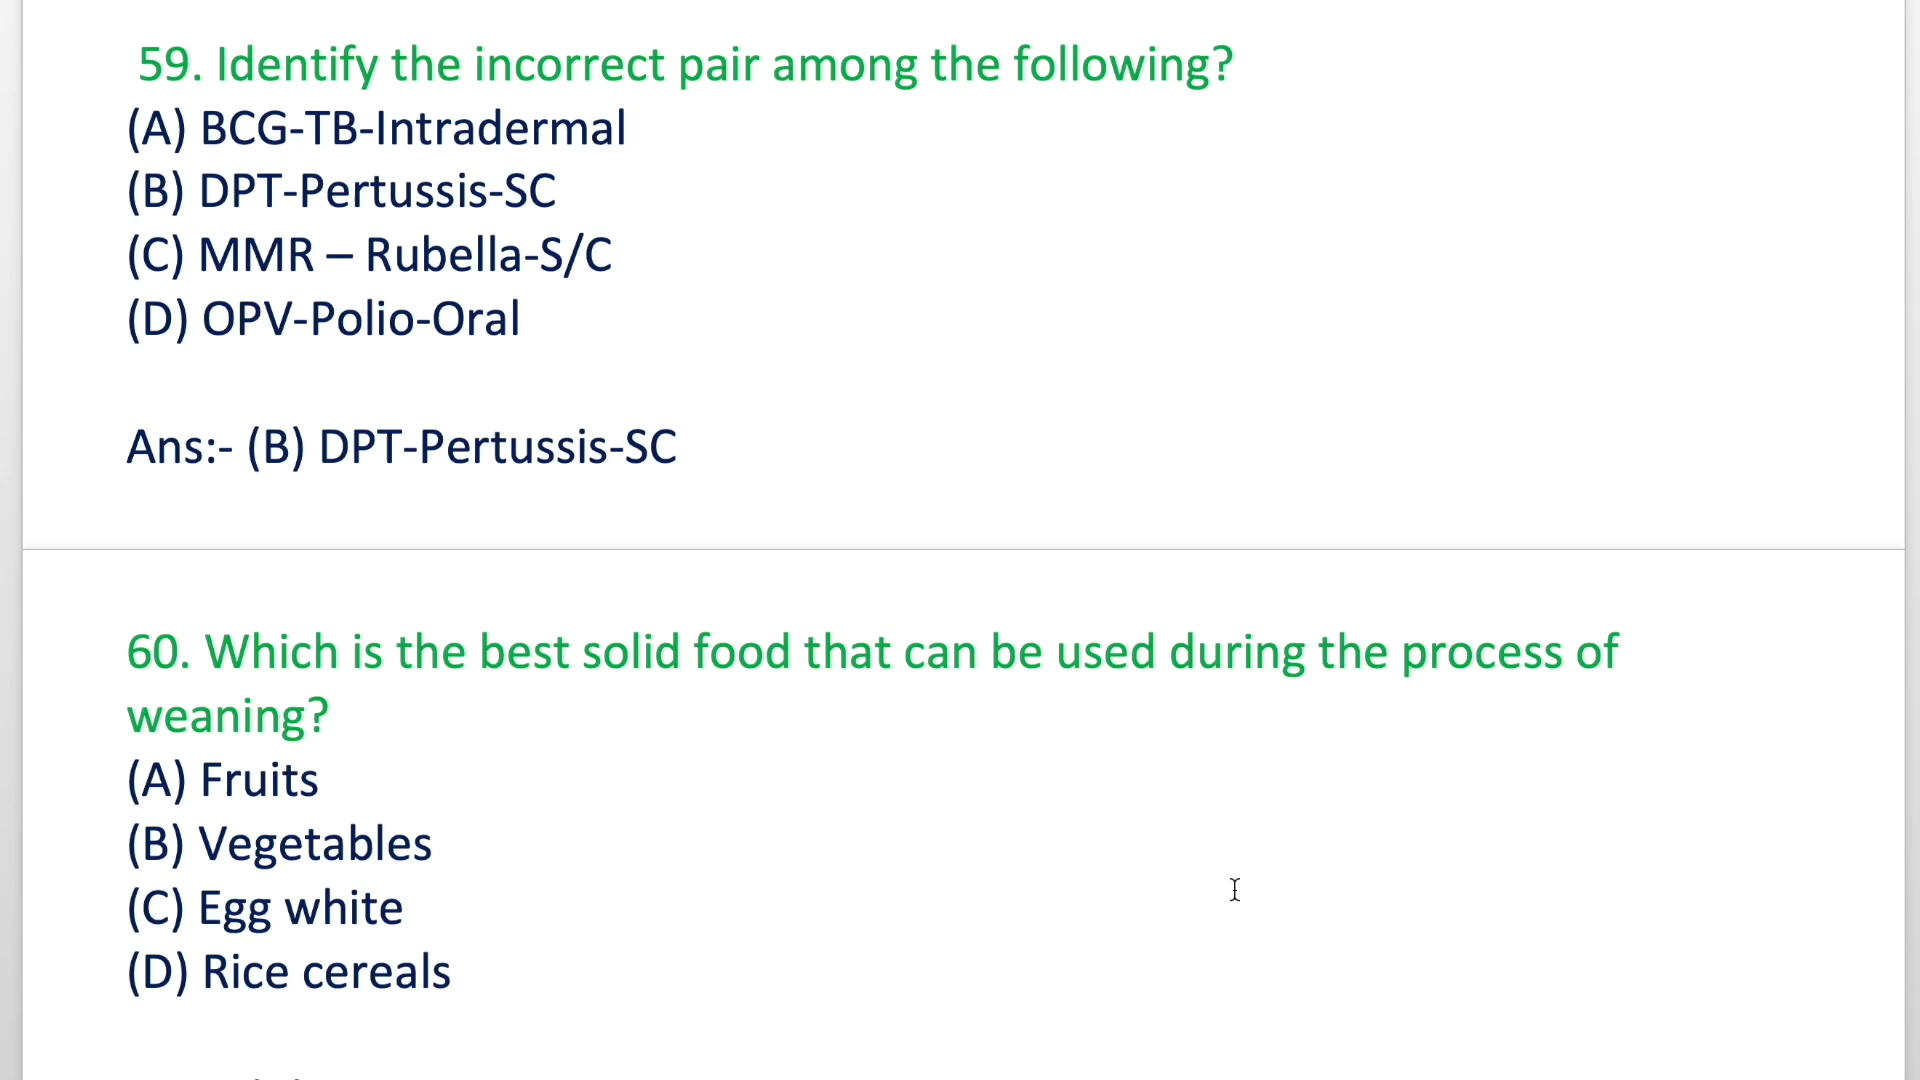 59. Identify the incorrect pair among the following?
(A) BCG-TB-Intradermal
(B) DPT-Pertussis-SC
(C) MMR – Rubella-S/C
(D) OPV-Polio-Oral
Ans:- (B) DPT-Pertussis-SC
60. Which is the best solid food that can be used during the process of
weaning?
(A) Fruits
(B) Vegetables
(C) Egg white
(D) Rice cereals